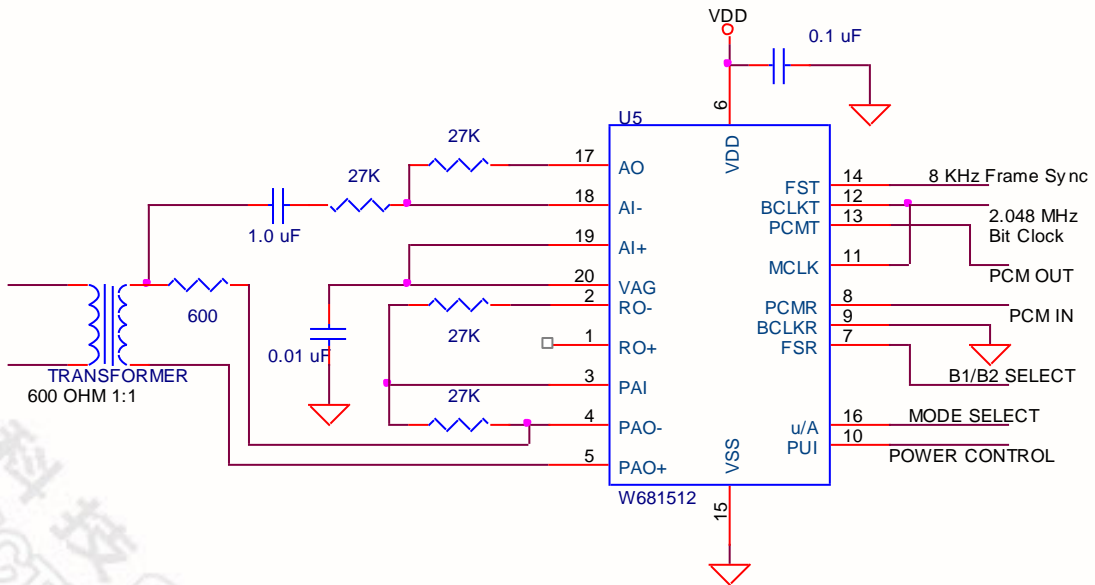 VDD
0.1 uF
6
U5
27K
17
AO
VDD
27K
14
8 KHz Frame Sync
FST
18
AI-
12
BCLKT
1.0 uF
13
PCMT
2.048 MHz
Bit Clock
19
AI+
11
MCLK
PCM OUT
20
VAG
2
RO-
600
27K
8
PCMR
PCM IN
9
BCLKR
1
RO+
7
FSR
0.01 uF
TRANSFORMER
600 OHM 1:1
3
PAI
B1/B2 SELECT
27K
4
PAO-
16
u/A
MODE SELECT
10
PUI
POWER CONTROL
5
PAO+
VSS
W681512
15
科技